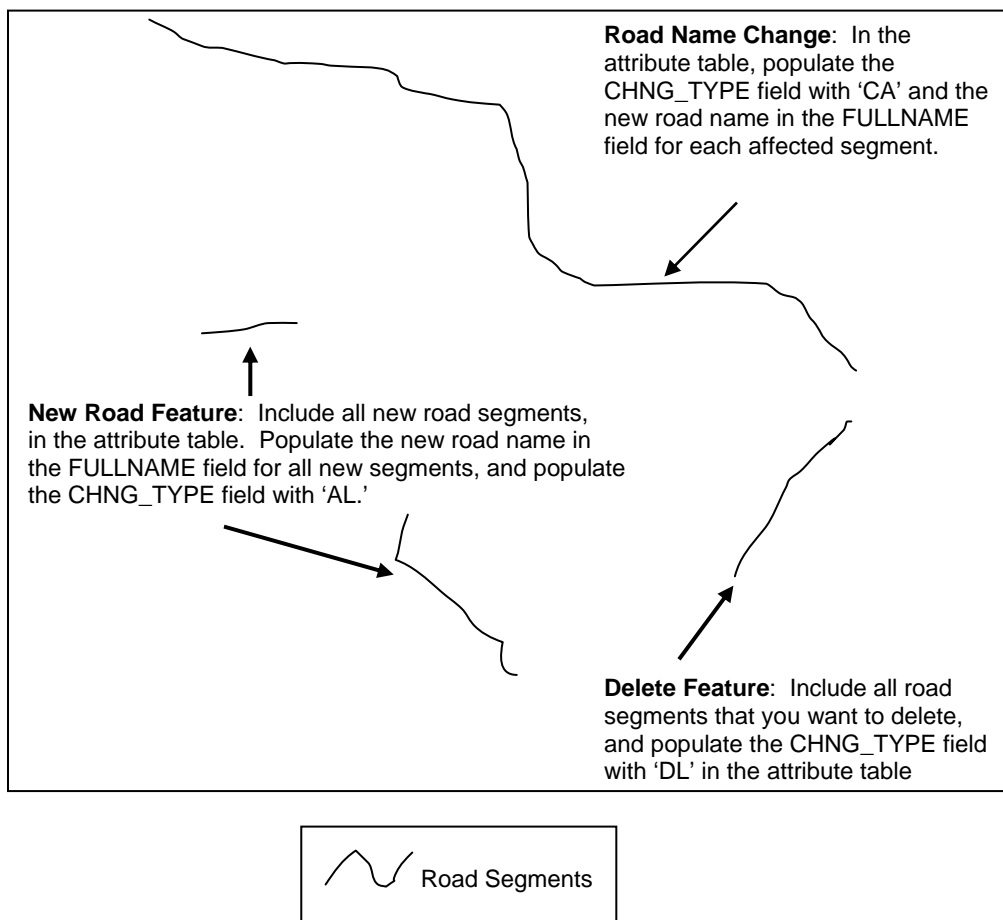 Road Name Change:  In the
attribute table, populate the
CHNG_TYPE field with ‘CA’ and the
new road name in the FULLNAME
field for each affected segment.
New Road Feature:  Include all new road segments,
in the attribute table.  Populate the new road name in
the FULLNAME field for all new segments, and populate
the CHNG_TYPE field with ‘AL.’
Delete Feature:  Include all road
segments that you want to delete,
and populate the CHNG_TYPE field
with ‘DL’ in the attribute table
Road Segments